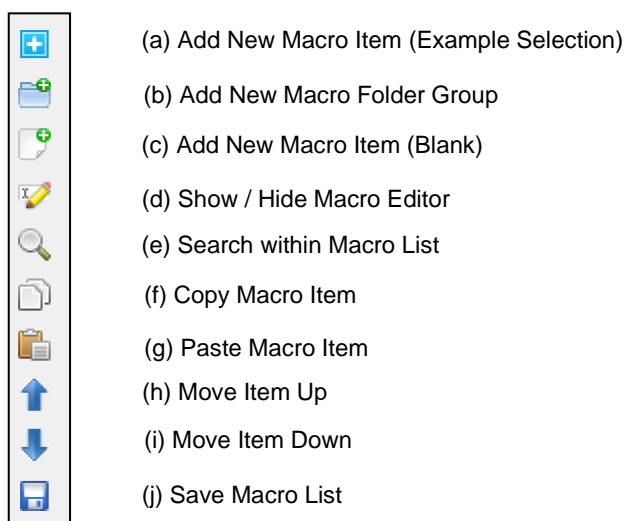 (a) Add New Macro Item (Example Selection)
(b) Add New Macro Folder Group
(c) Add New Macro Item (Blank)
(d) Show / Hide Macro Editor
(e) Search within Macro List
(f) Copy Macro Item
(g) Paste Macro Item
(h) Move Item Up
(i) Move Item Down
(j) Save Macro List